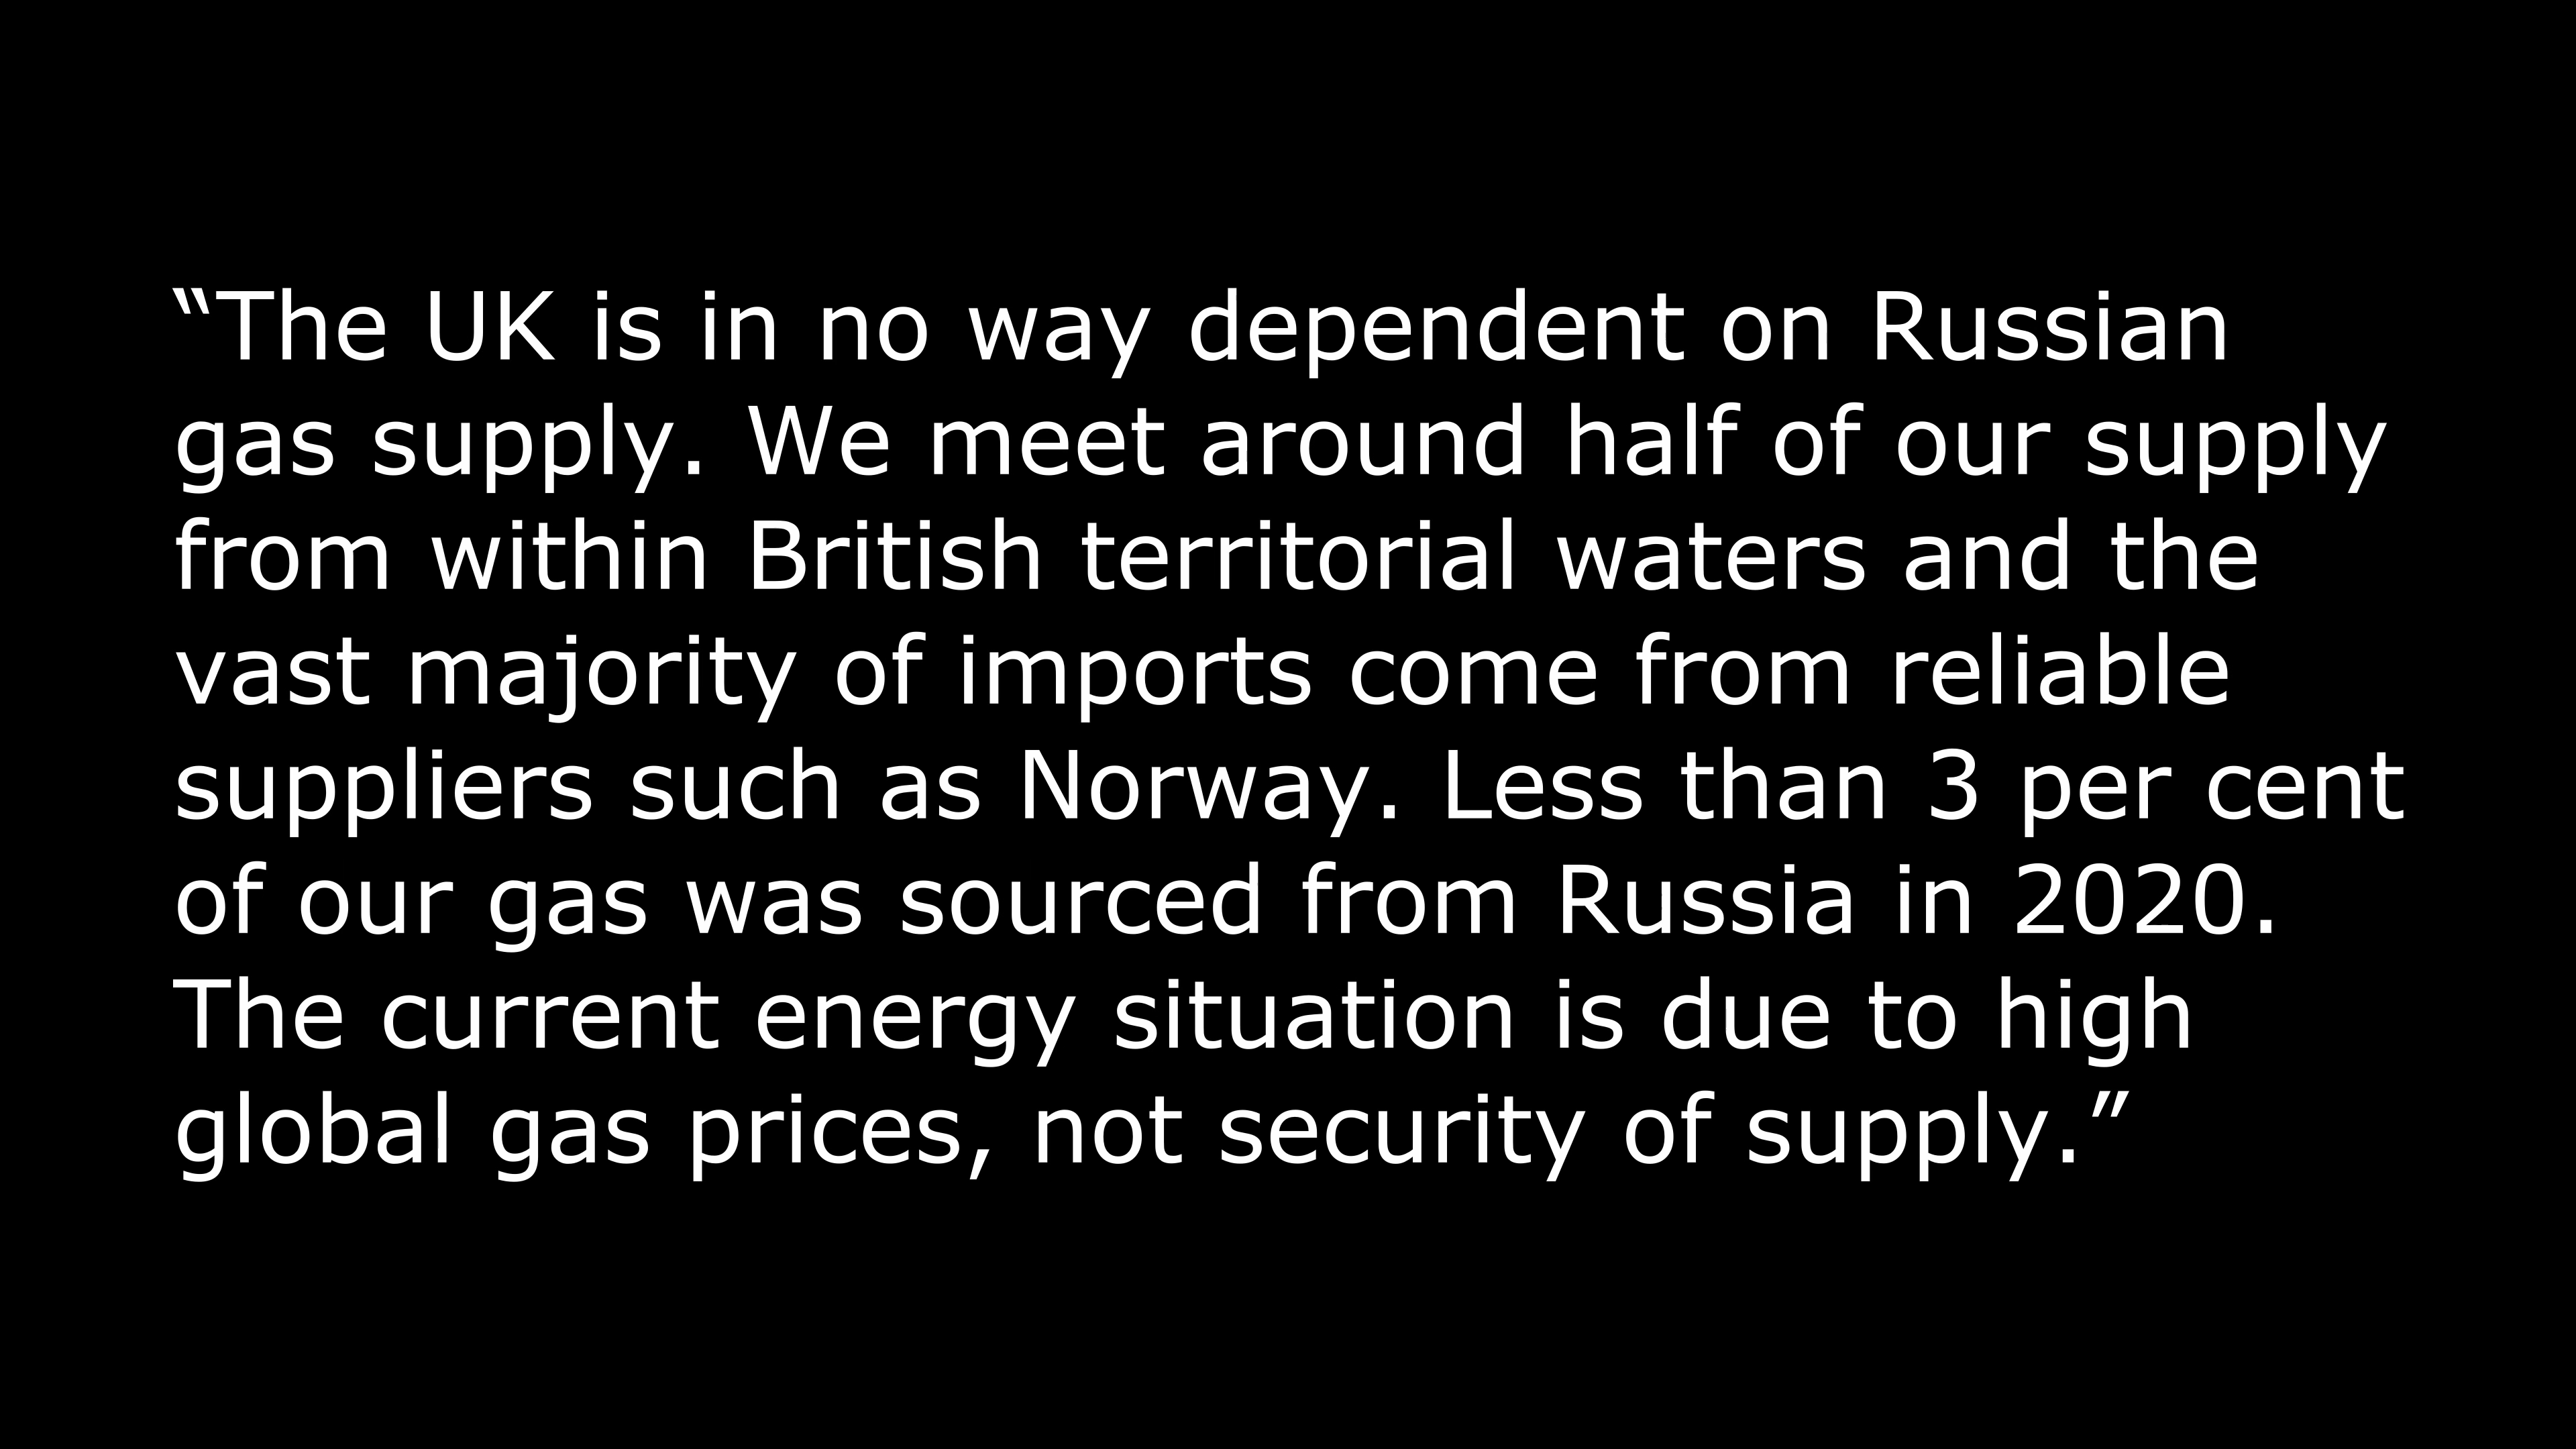 “The UK is in no way dependent on Russian
gas supply. We meet around half of our supply
from within British territorial waters and the
vast majority of imports come from reliable
suppliers such as Norway. Less than 3 per cent
of our gas was sourced from Russia in 2020.
The current energy situation is due to high
global gas prices, not security of supply.”